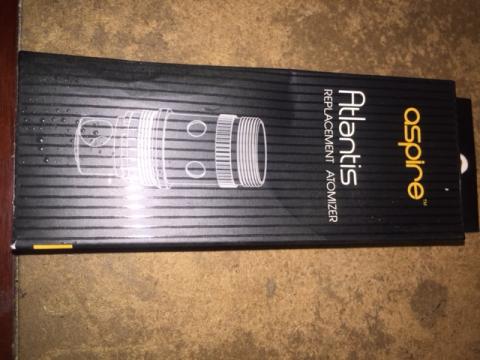 aspire™
Atlantis
REPLACEMENT ATOMIZER